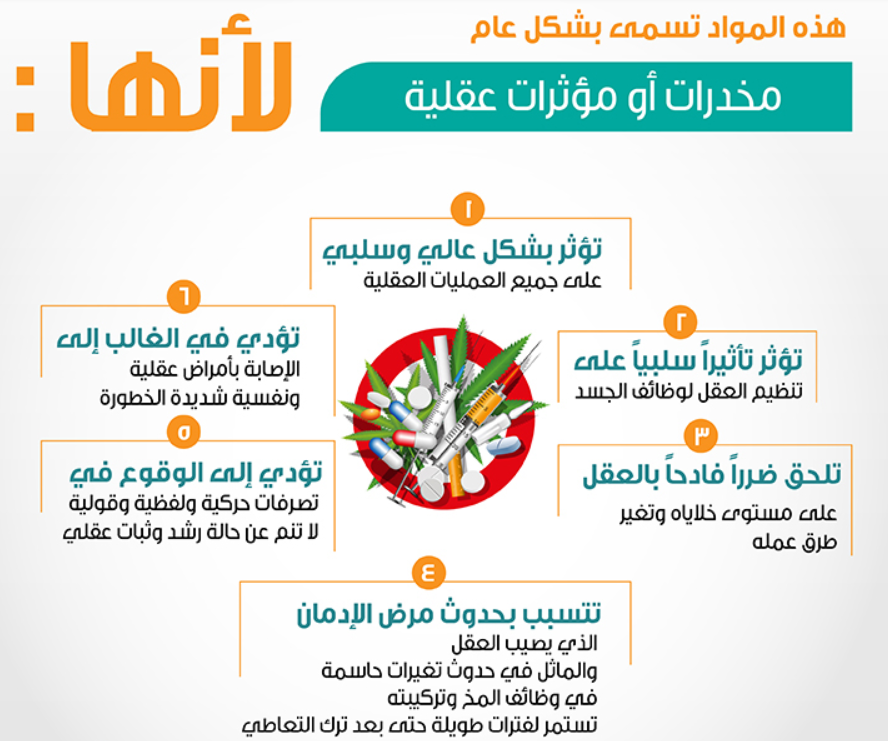 هذه المواد تسمى بشكل عام
مخدرات أو مؤثرات عقلية
لأنها :
١
تؤثر بشكل عالي وسلبي
على جميع العمليات العقلية
٢
تؤثر تأثيراً سلبياً على
تنظيم العقل لوظائف الجسد
٣
تلحق ضرراً فادحاً بالعقل
على مستوى خلاياه وتغير
طرق عمله
٤
تتسبب بحدوث مرض الإدمان
الذي يصيب العقل
والماثل في حدوث تغيرات حاسمة
في وظائف المخ وتركيبته
تستمر لفترات طويلة حتى بعد ترك التعاطي
٥
تؤدي إلى الوقوع في
تصرفات حركية ولفظية وقولية
لا تنم عن حالة رشد وثبات عقلي
٦
تؤدي في الغالب إلى
الإصابة بأمراض عقلية
ونفسية شديدة الخطورة